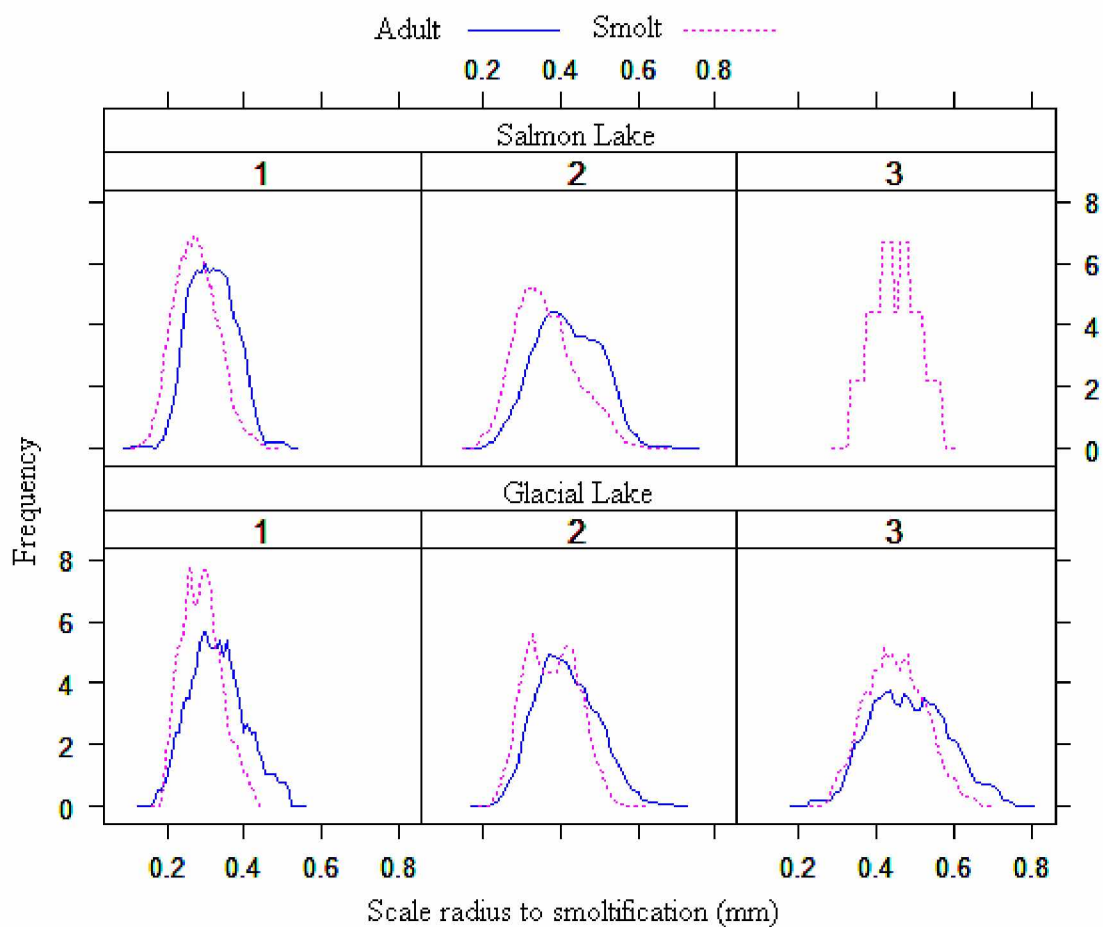 Adult Smolt
0.2 0.4 0.6 0.8
Salmon Lake
1 2 3
8
6
4
2
0
Frequency
Glacial Lake
1 2 3
8
6
4
2
0
0.2 0.4 0.6 0.8 0.2 0.4 0.6 0.8
Scale radius to smoltification (mm)